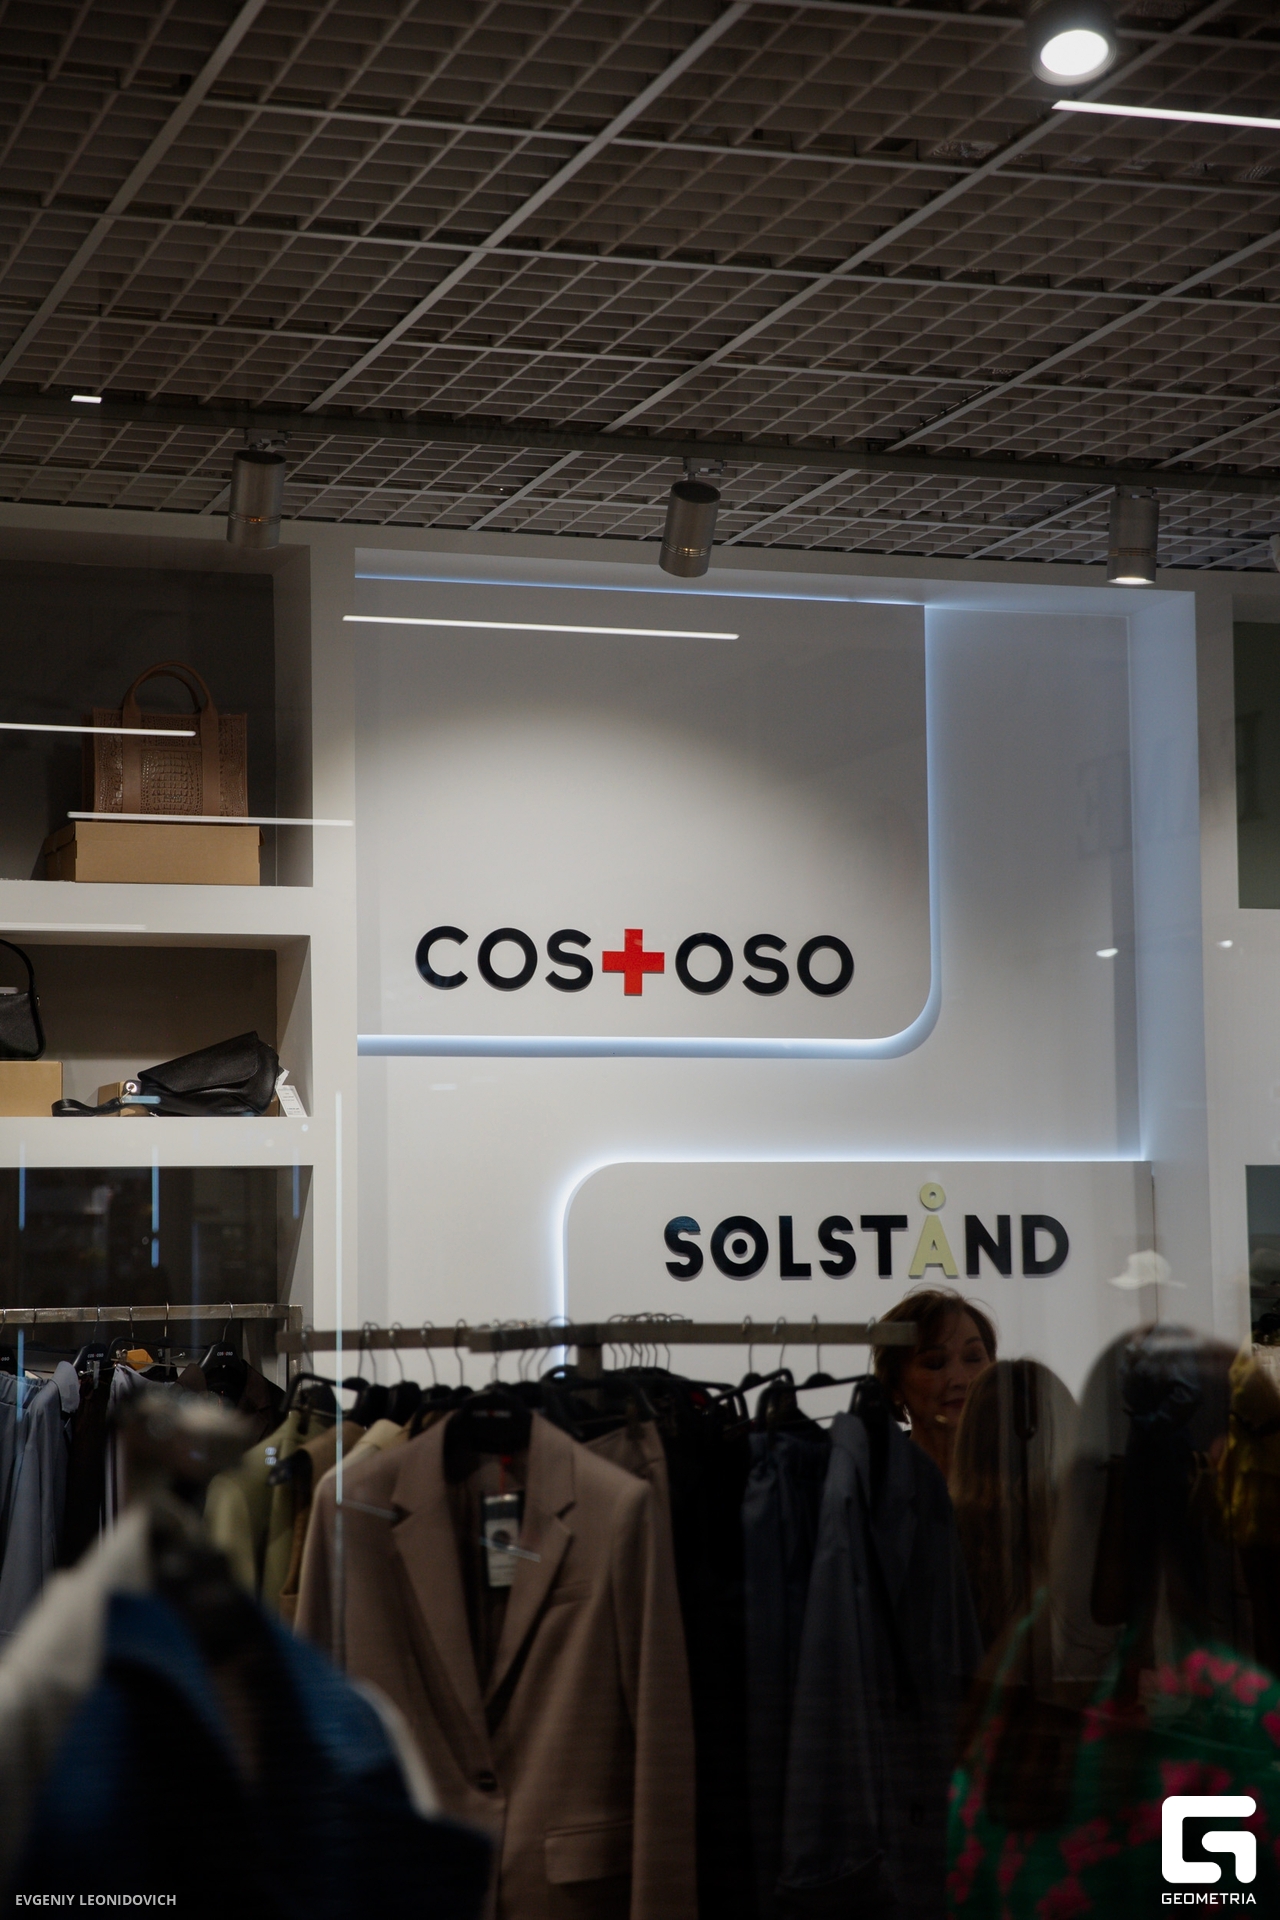 COS+OSO
SOLSTÅND
EVGENIY LEONIDOVICH
GEOMETRIA